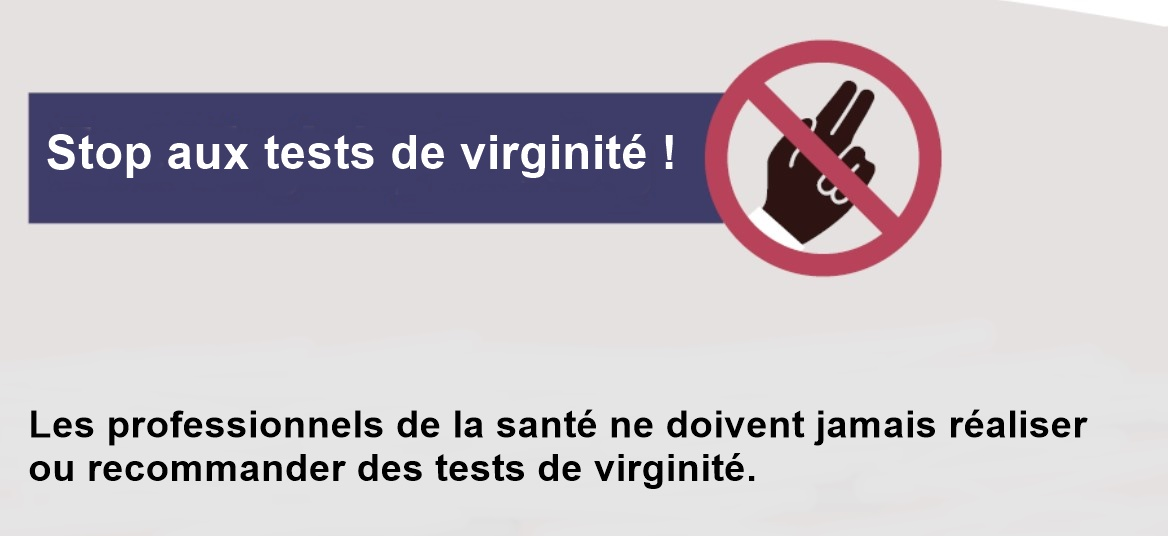 Stop aux tests de virginité !
Les professionnels de la santé ne doivent jamais réaliser
ou recommander des tests de virginité.